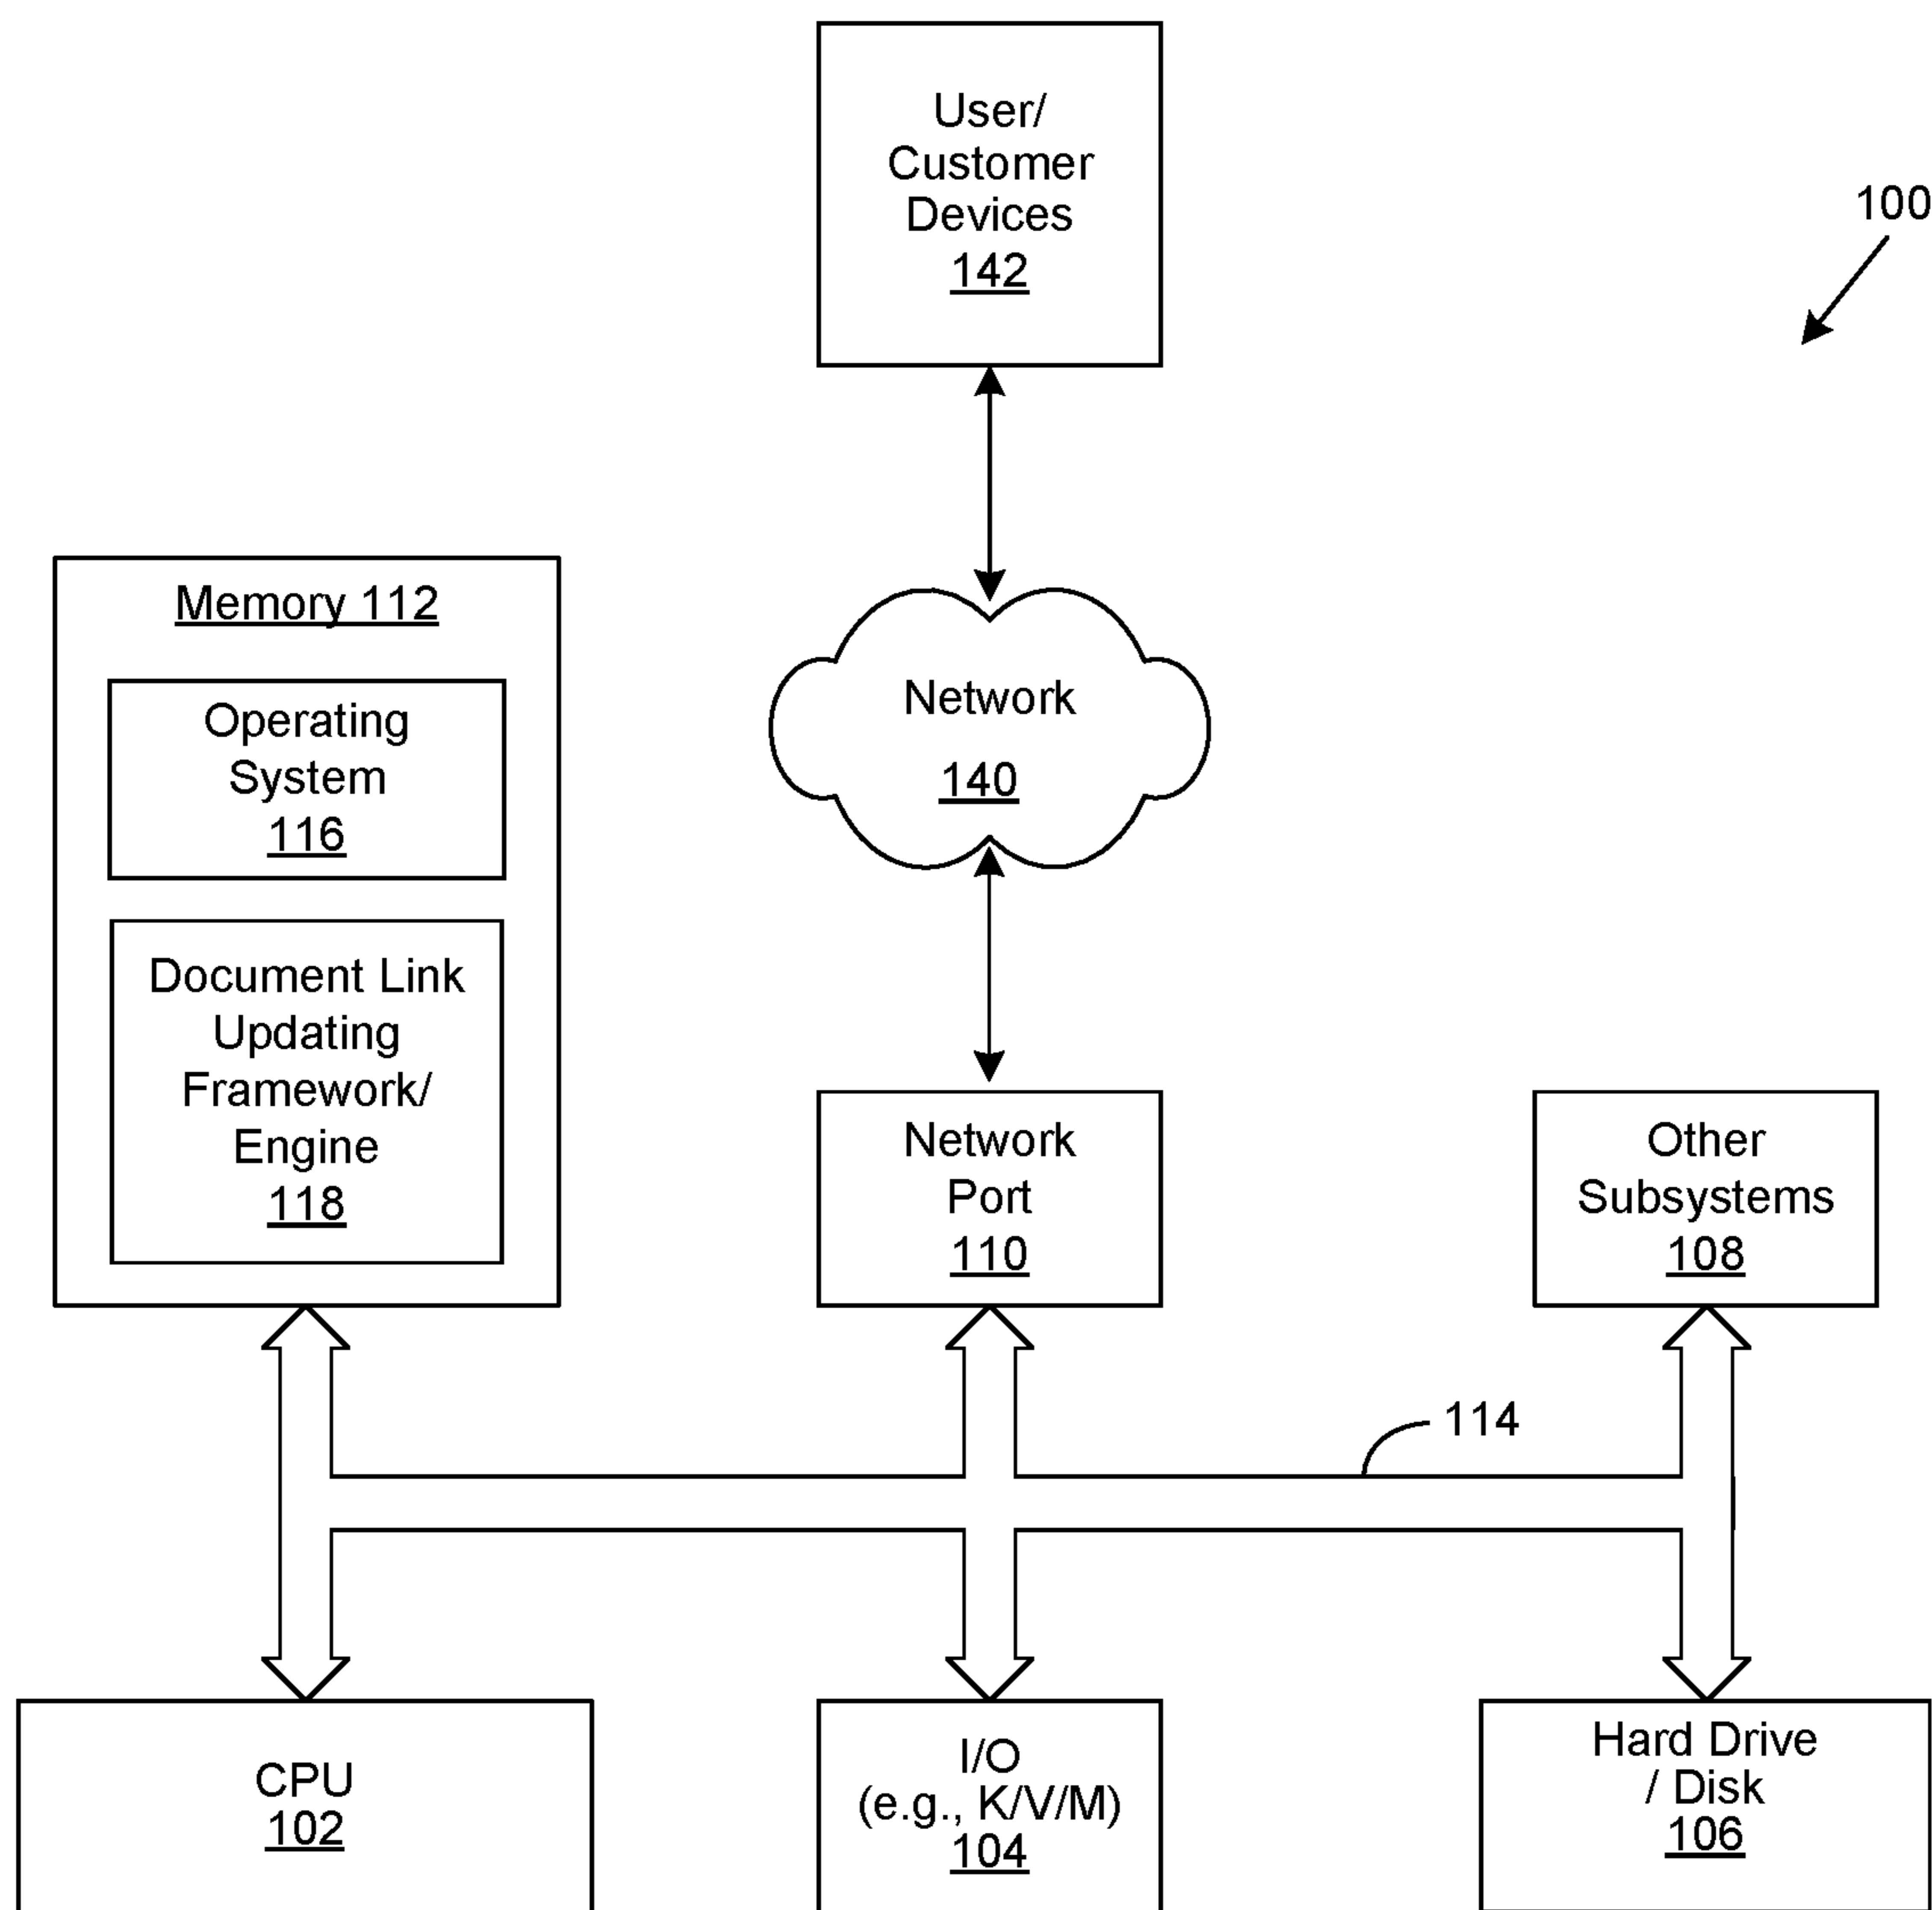 User/
Customer
Devices
142
100
Memory 112
Operating
System
116
Document Link
Updating
Framework/
Engine
118
Network
140
Network
Port
110
Other
Subsystems
108
114
CPU
102
I/O
(e.g., K/V/M)
104
Hard Drive
/ Disk
106